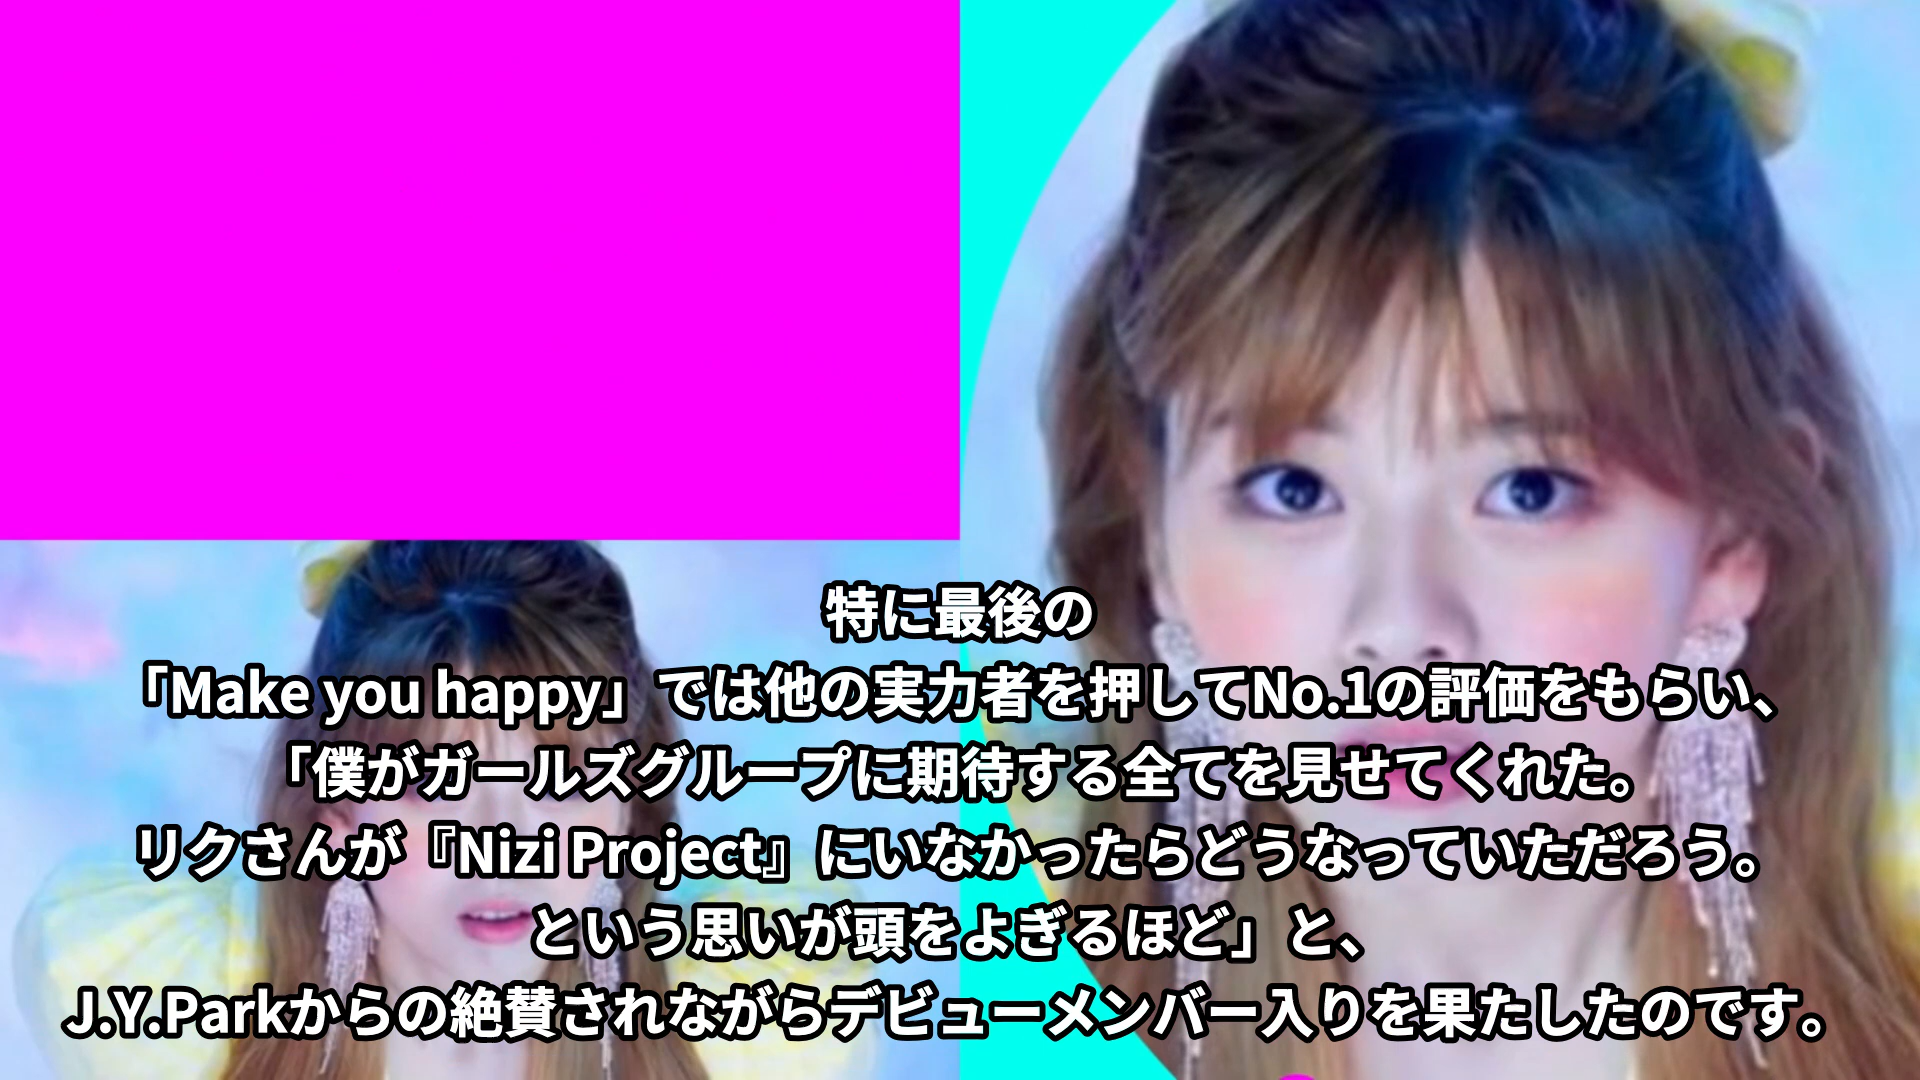 特に最後の
「Make you happy」では他の実力者を押してNo.1の評価をもらい、
「僕がガールズグループに期待する全てを見せてくれた。
リクさんが『Nizi Project』にいなかったらどうなっていただろう。
という思いが頭をよぎるほど」と、
J.Y.Parkからの絶賛されながらデビューメンバー入りを果たしたのです。